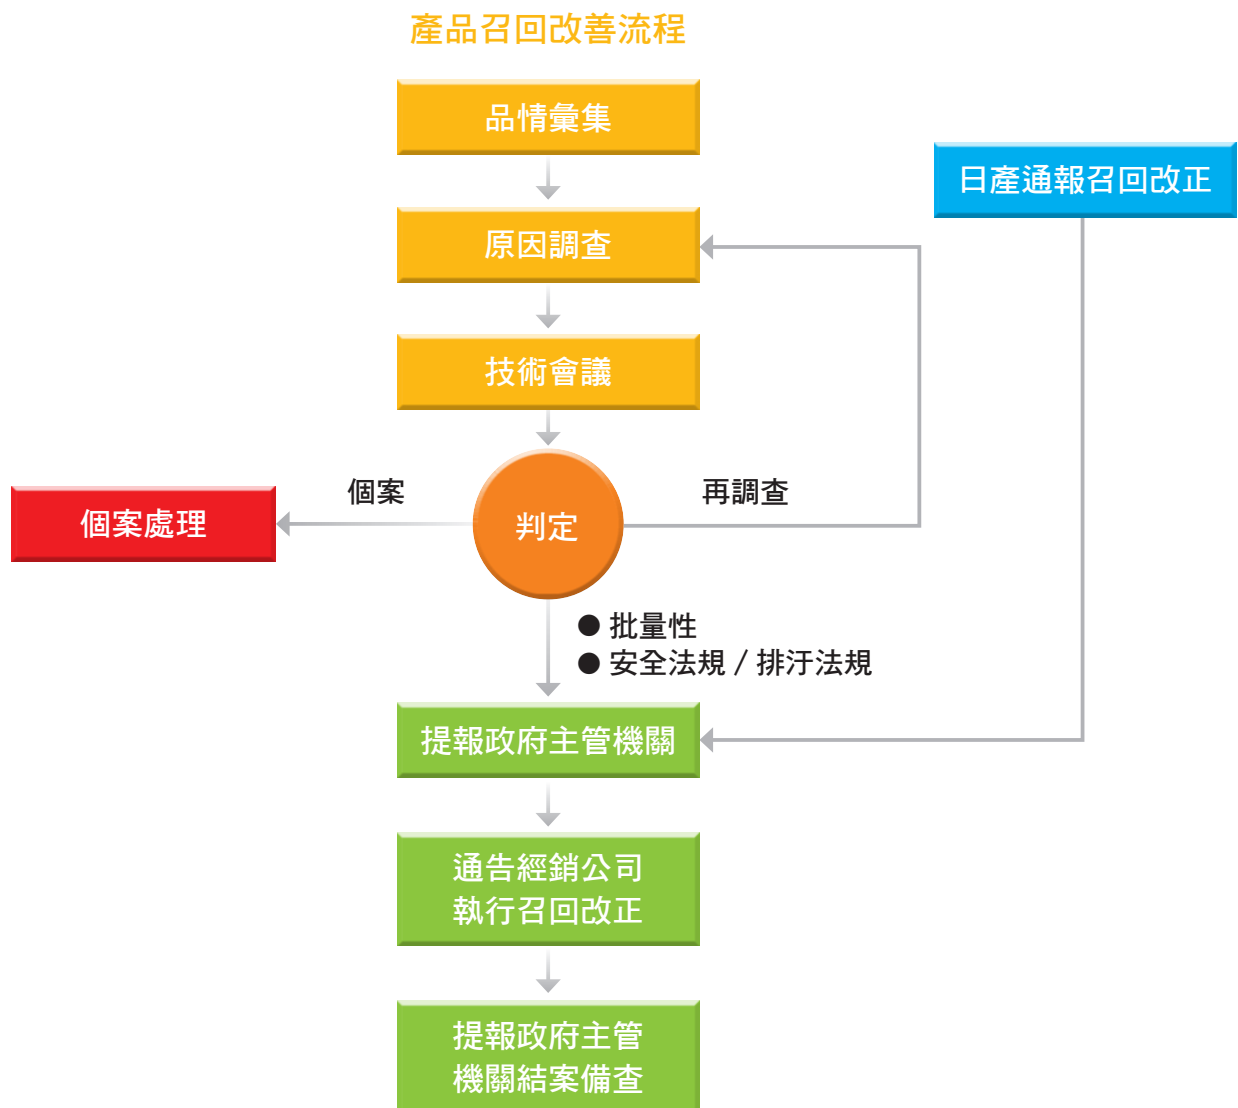 產品召回改善流程
品情彙集
日產通報召回改正
原因調查
技術會議
個案
再調查
個案處理
判定
● 批量性
● 安全法規 / 排汙法規
提報政府主管機關
通告經銷公司
執行召回改正
提報政府主管
機關結案備查